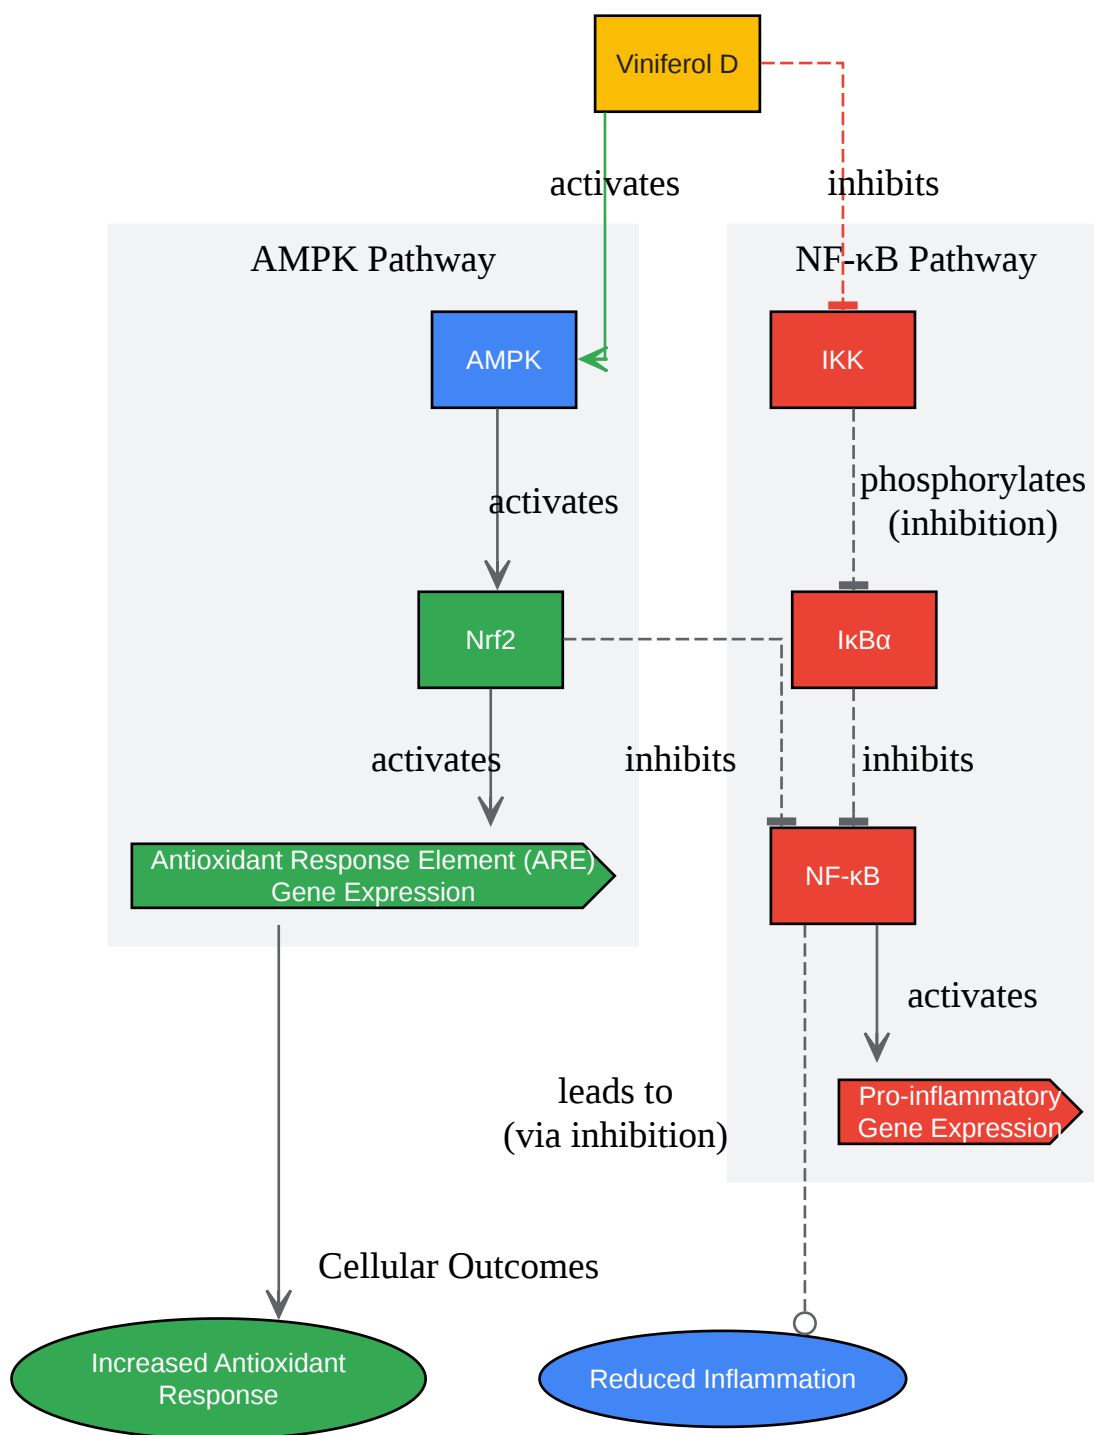 Viniferol D
activates
inhibits
AMPK Pathway
NF-κB Pathway
AMPK
IKK
activates
phosphorylates
(inhibition)
Nrf2
IκBα
activates
inhibits
inhibits
Antioxidant Response Element (ARE)
Gene Expression
NF-κB
activates
leads to
(via inhibition)
Pro-inflammatory
Gene Expression
Cellular Outcomes
Increased Antioxidant
Response
Reduced Inflammation